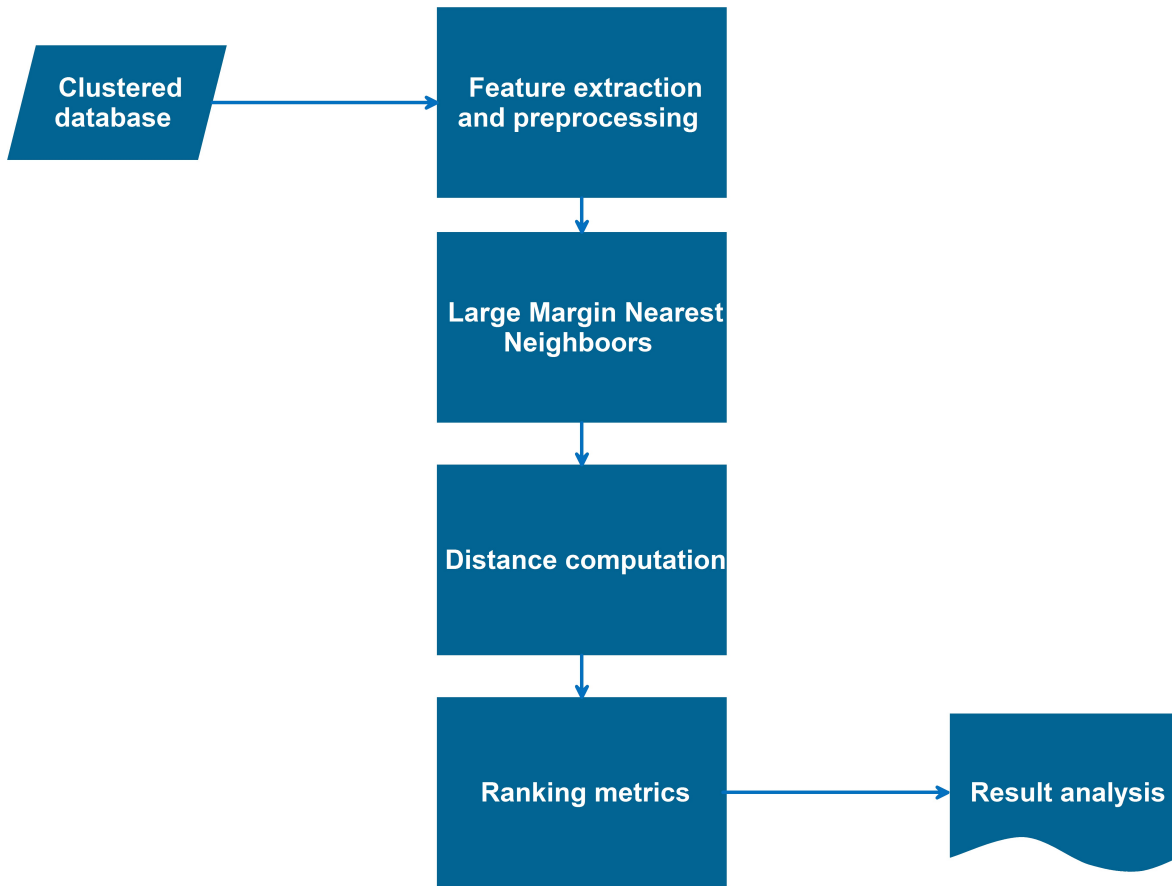 Clustered
database
Feature extraction
and preprocessing
Large Margin Nearest
Neighboors
Distance computation
Ranking metrics
Result analysis